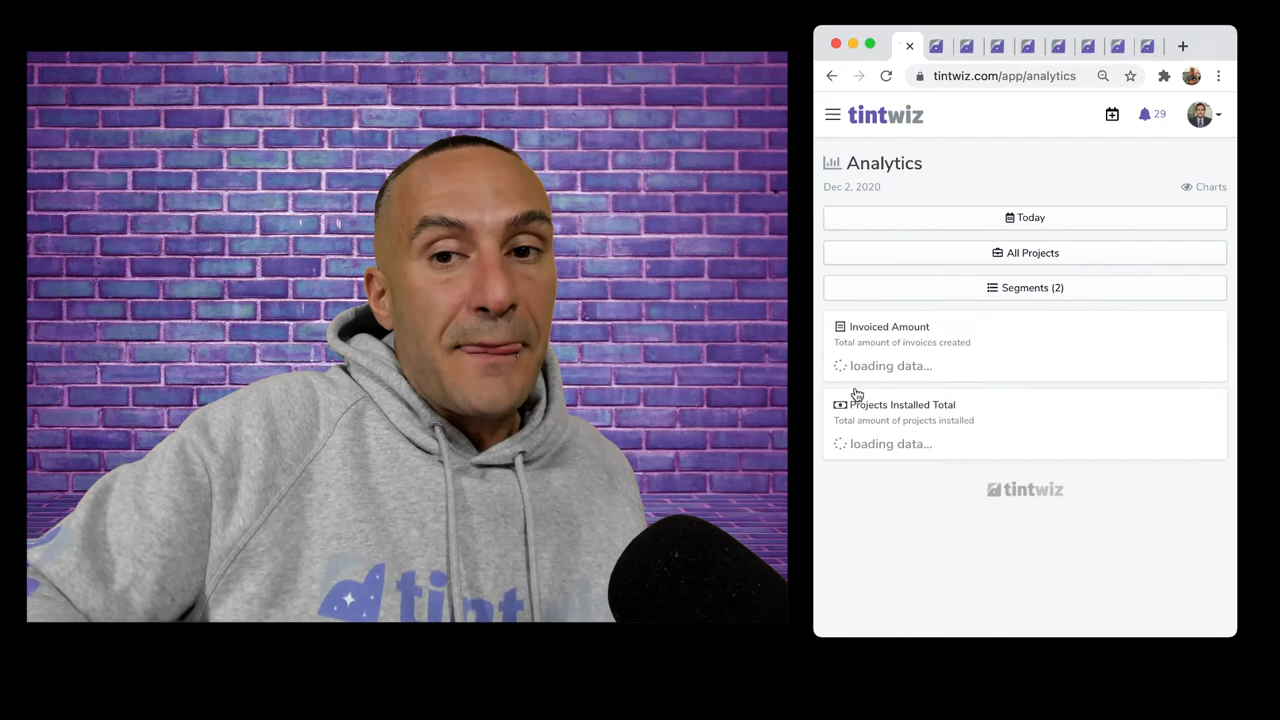 tintwiz.com/app/analytics
tintwiz
29
Analytics
Dec 2, 2020
Charts
Today
All Projects
Segments (2)
Invoiced Amount
Total amount of invoices created
loading data...
Projects Installed Total
Total amount of projects installed
loading data...
tintwiz
tintwiz